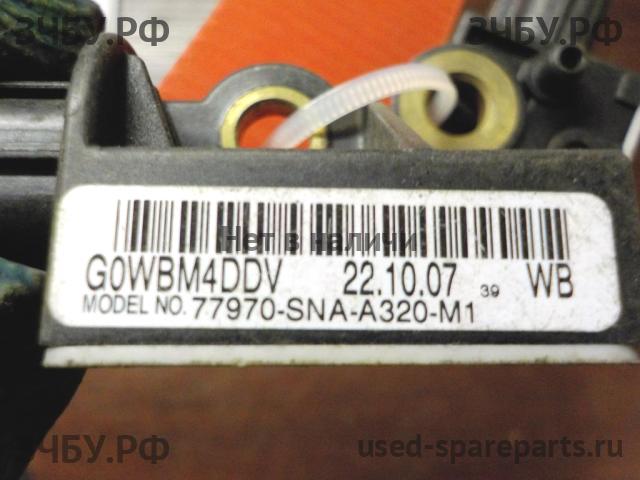 ЗЧБУ.РФ ЗЧБУ.РФ
Нет в наличии
G0WBM4DDV 22.10.07 39 WB
MODEL NO. 77970-SNA-A320-M1
ЗЧБУ.РФ used-spareparts.ru